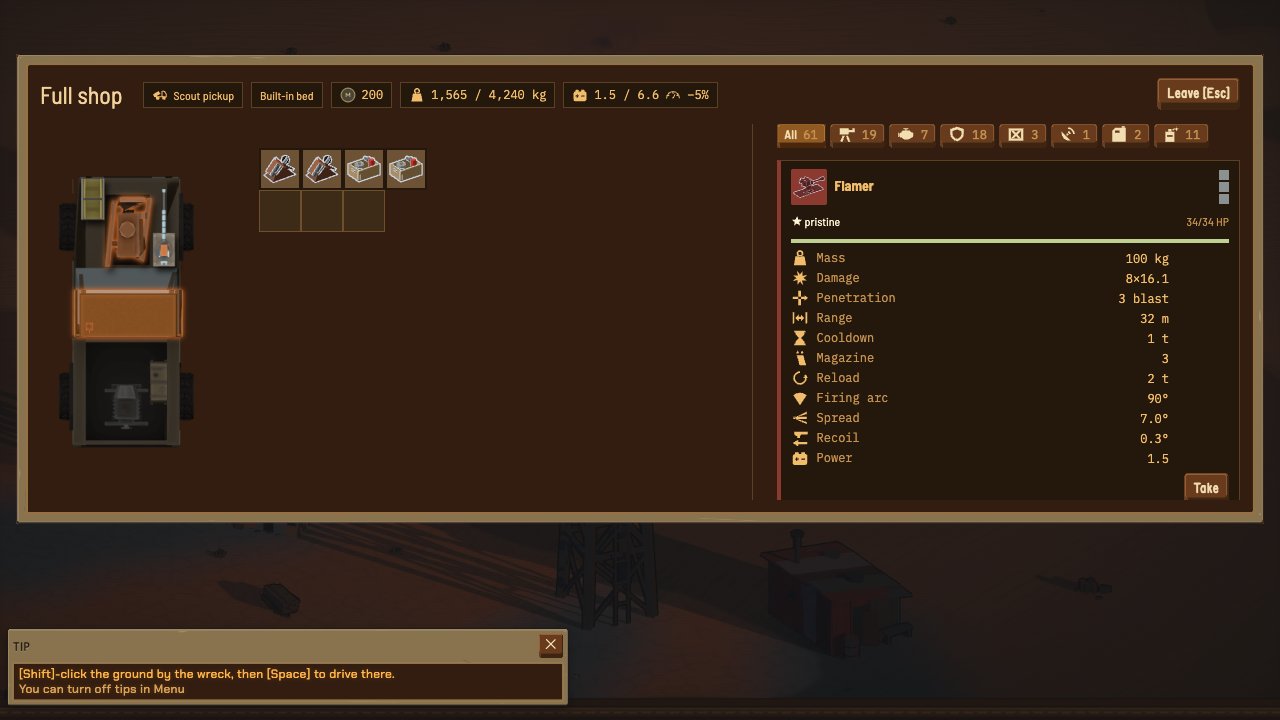 Full shop
Scout pickup
Built-in bed
200
1,565 / 4,240 kg
1.5 / 6.6 −5%
Leave [Esc]
All 61
19
7
18
3
1
2
11
Flamer
pristine
34/34 HP
Mass 100 kg
Damage 8×16.1
Penetration 3 blast
Range 32 m
Cooldown 1 t
Magazine 3
Reload 2 t
Firing arc 90°
Spread 7.0°
Recoil 0.3°
Power 1.5
Take
TIP
[Shift]-click the ground by the wreck, then [Space] to drive there.
You can turn off tips in Menu